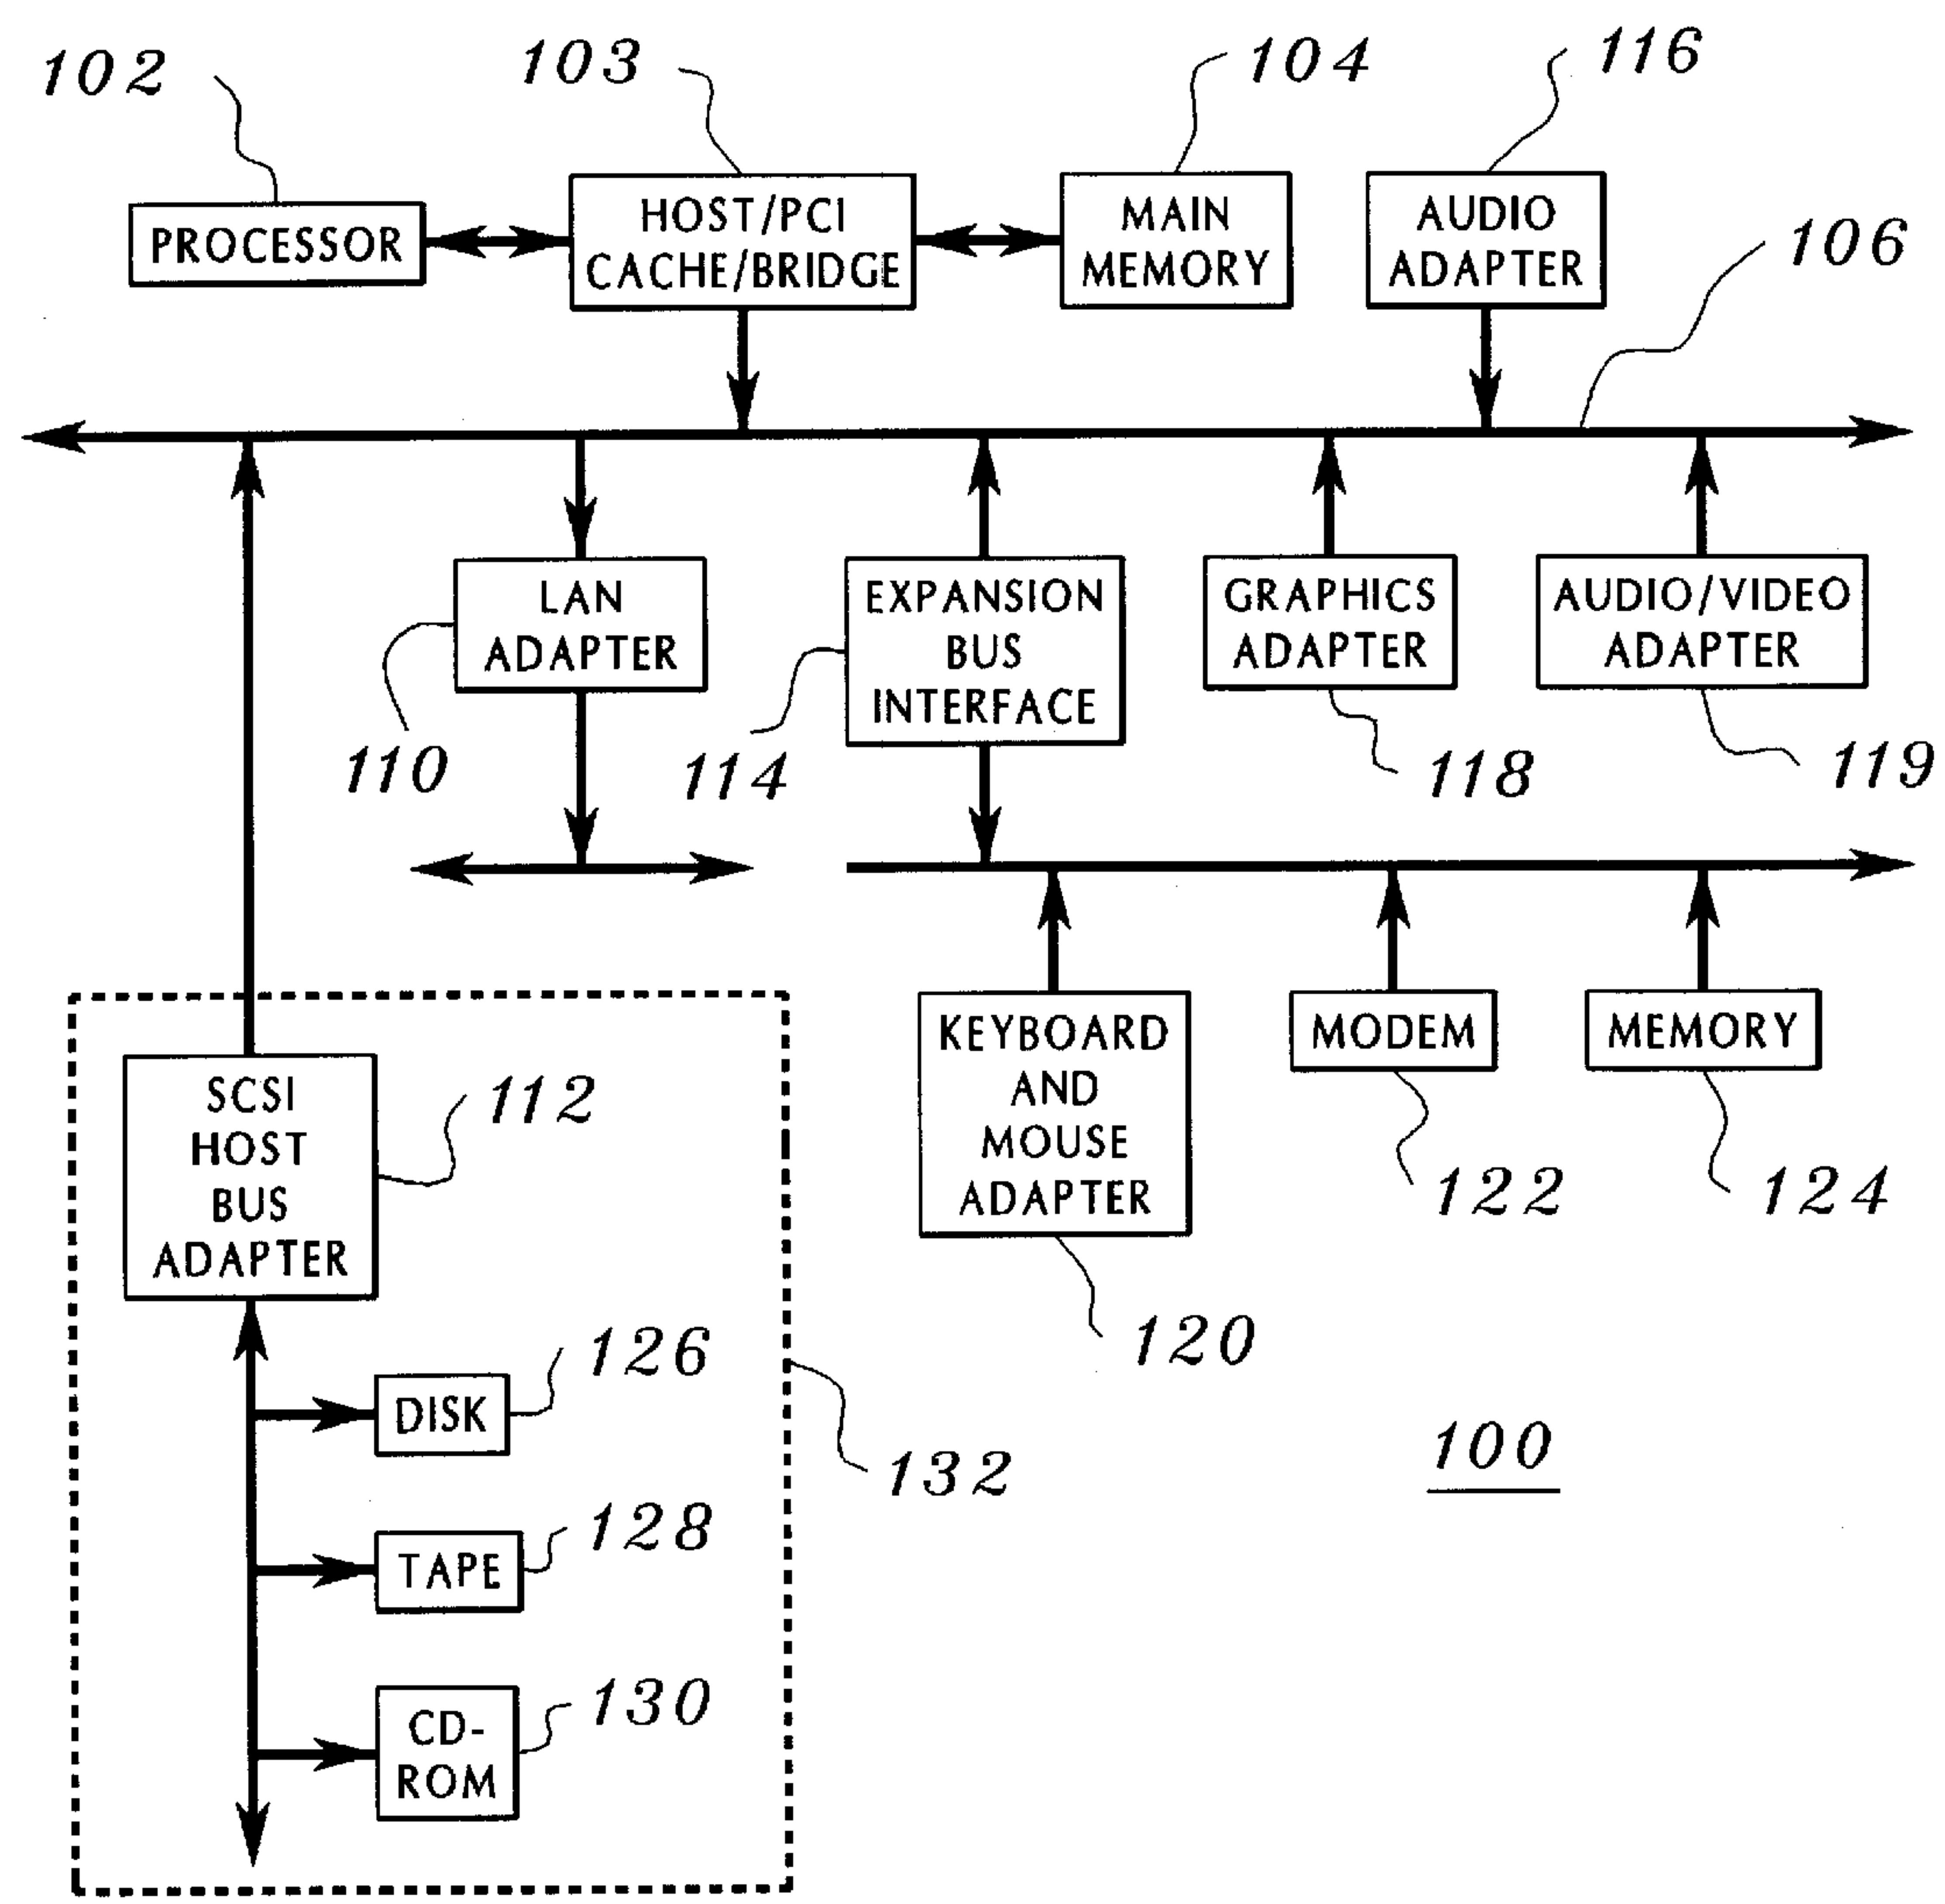 102
103
104
116
PROCESSOR
HOST/PCI
CACHE/BRIDGE
MAIN
MEMORY
AUDIO
ADAPTER
106
LAN
ADAPTER
EXPANSION
BUS
INTERFACE
GRAPHICS
ADAPTER
AUDIO/VIDEO
ADAPTER
110
114
118
119
SCSI
HOST
BUS
ADAPTER
112
KEYBOARD
AND
MOUSE
ADAPTER
MODEM
MEMORY
122
124
120
DISK
126
132
100
TAPE
128
CD-
ROM
130